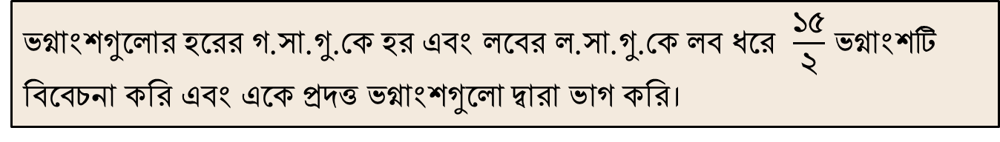 ভগ্নাংশগুলোর হরের গ.সা.গু.কে হর এবং লবের ল.সা.গু.কে লব ধরে ১৫/২ ভগ্নাংশটি
বিবেচনা করি এবং একে প্রদত্ত ভগ্নাংশগুলো দ্বারা ভাগ করি।